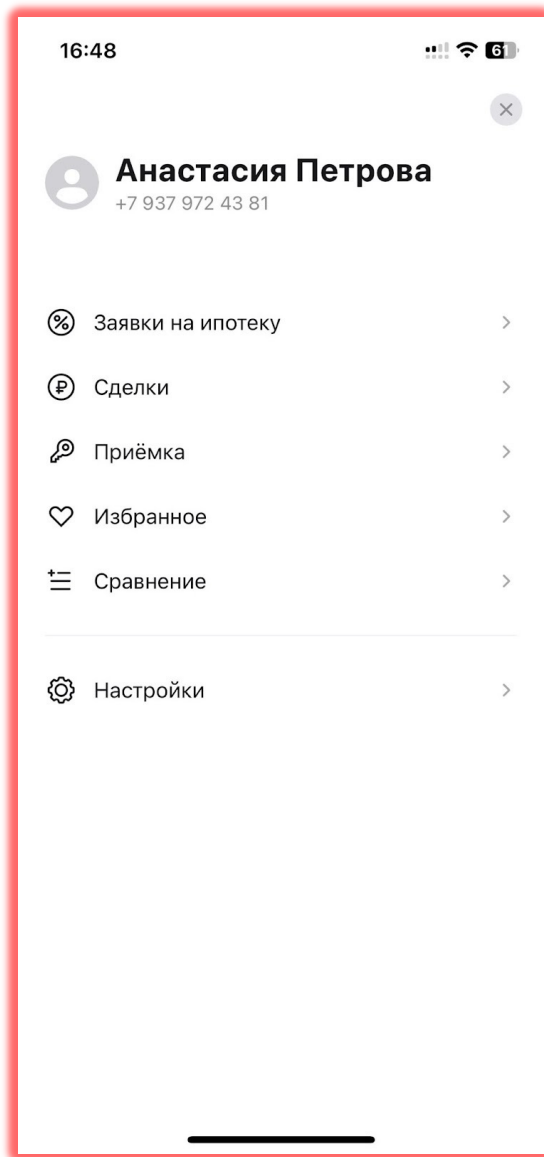 16:48
61
Анастасия Петрова
+7 937 972 43 81
Заявки на ипотеку
Сделки
Приёмка
Избранное
Сравнение
Настройки